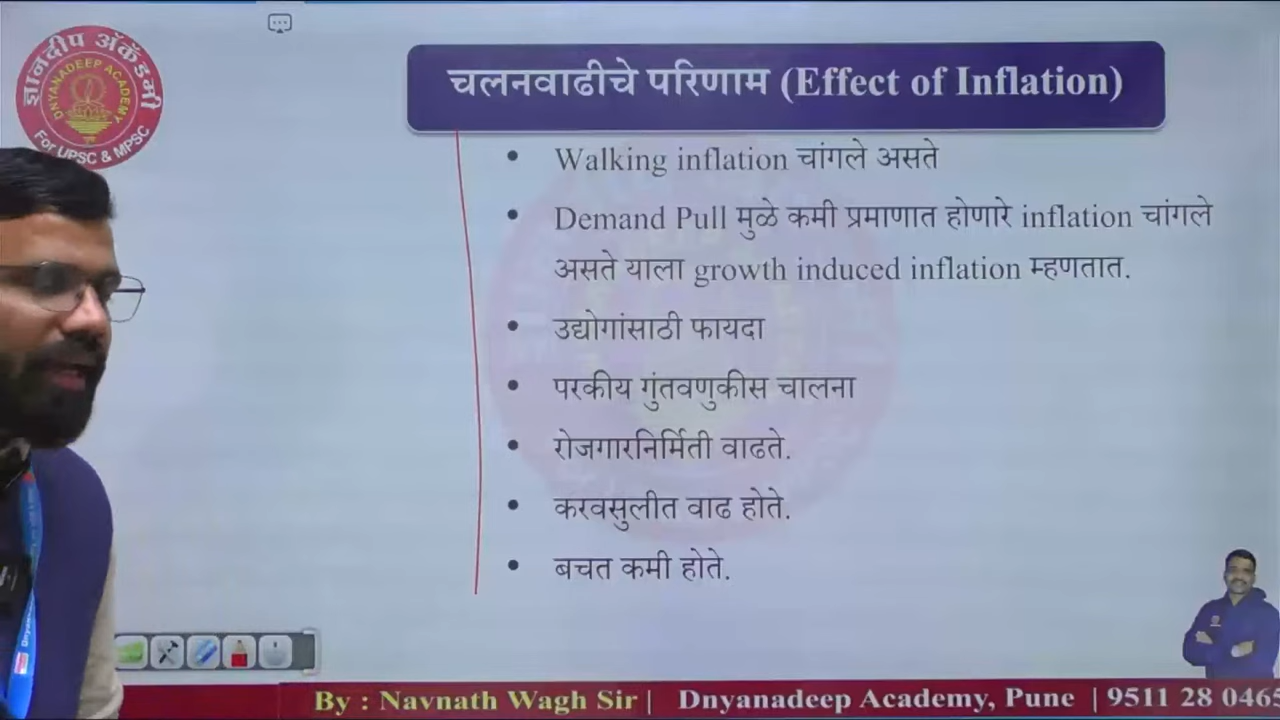 ज्ञानदीप अ‍ॅकॅडमी
DNYANADEEP ACADEMY
For UPSC & MPSC
चलनवाढीचे परिणाम (Effect of Inflation)
• Walking inflation चांगले असते
• Demand Pull मुळे कमी प्रमाणात होणारे inflation चांगले
असते याला growth induced inflation म्हणतात.
• उद्योगांसाठी फायदा
• परकीय गुंतवणुकीस चालना
• रोजगारनिर्मिती वाढते.
• करवसुलीत वाढ होते.
• बचत कमी होते.
By : Navnath Wagh Sir | Dnyanadeep Academy, Pune | 9511 28 0465